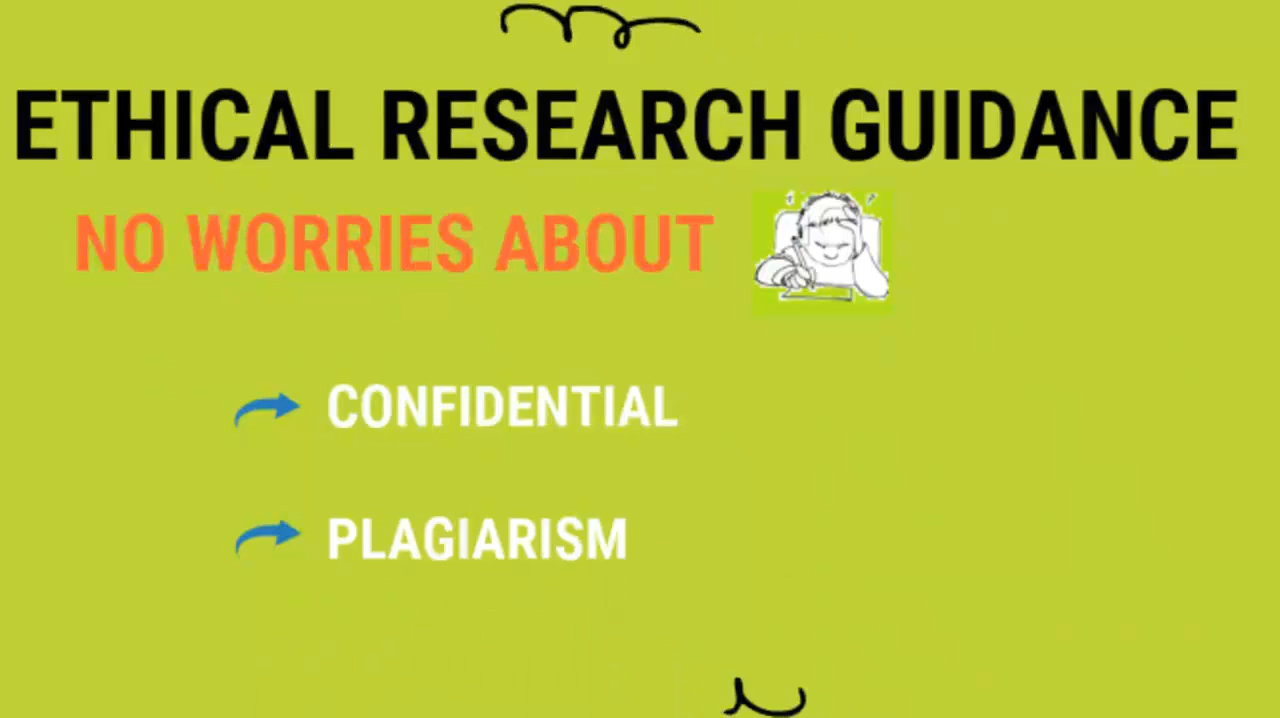 ETHICAL RESEARCH GUIDANCE
NO WORRIES ABOUT
CONFIDENTIAL
PLAGIARISM